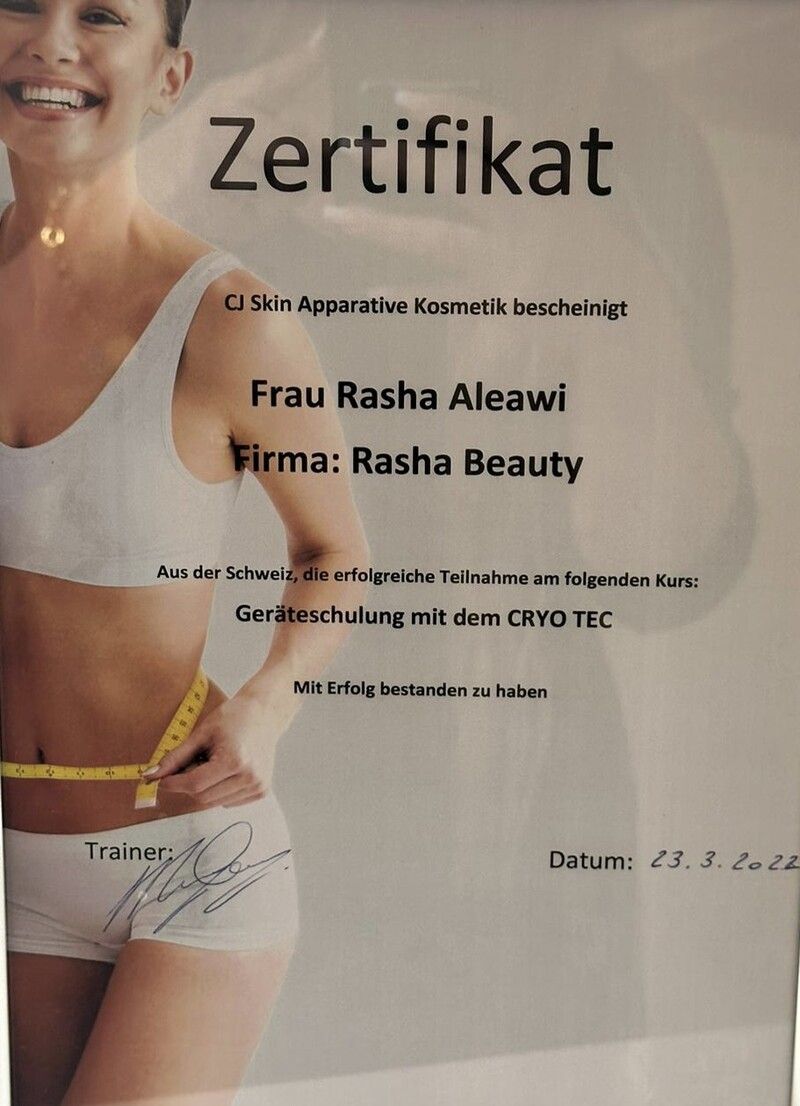 Zertifikat
CJ Skin Apparative Kosmetik bescheinigt
Frau Rasha Aleawi
Firma: Rasha Beauty
Aus der Schweiz, die erfolgreiche Teilnahme am folgenden Kurs:
Geräteschulung mit dem CRYO TEC
Mit Erfolg bestanden zu haben
Trainer:
Datum: 23.3.2022